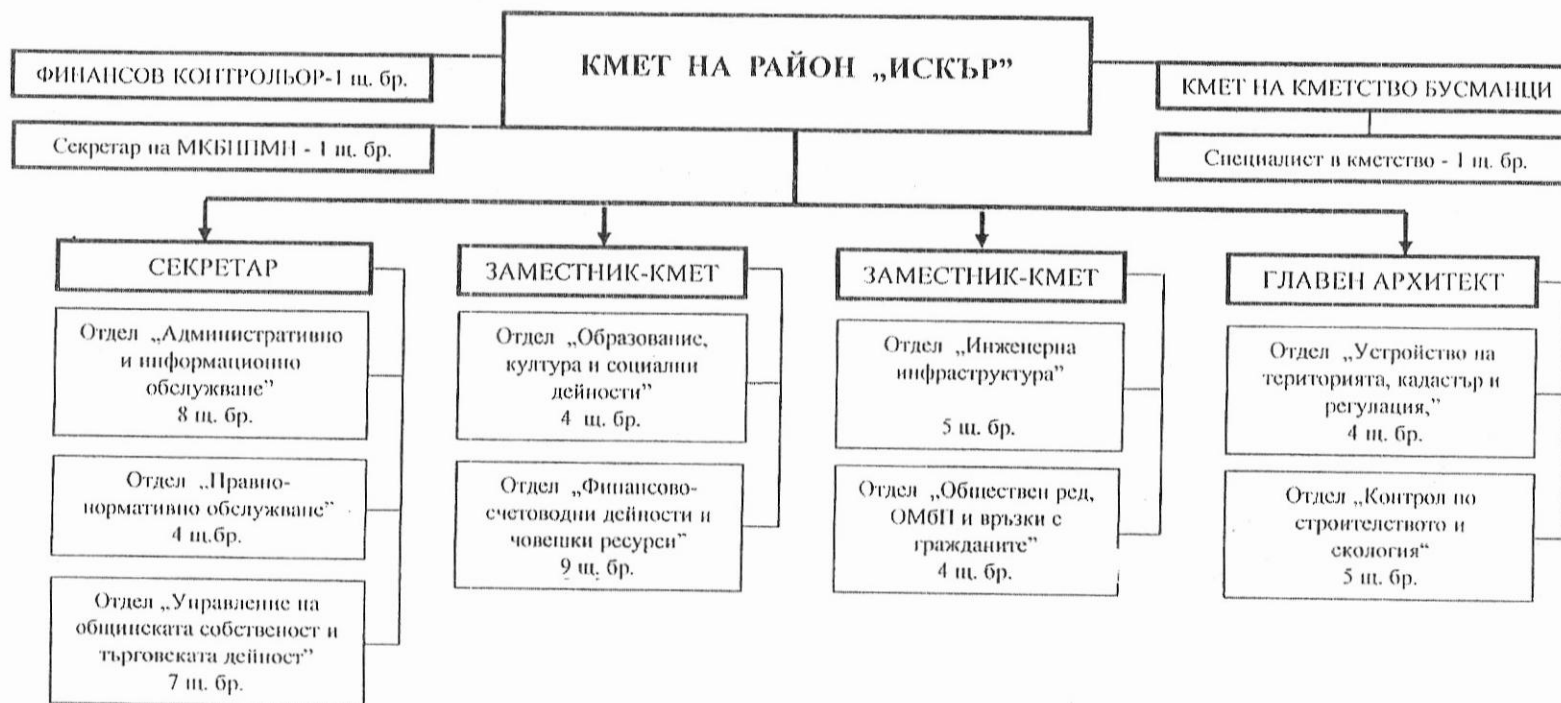 КМЕТ НА РАЙОН „ИСКЪР”
ФИНАНСОВ КОНТРОЛЬОР-1 щ. бр.
Секретар на МКБППМН - 1 щ. бр.
КМЕТ НА КМЕТСТВО БУСМАНЦИ
Специалист в кметство - 1 щ. бр.
СЕКРЕТАР
Отдел „Административно
и информационно
обслужване”
8 щ. бр.
Отдел „Правно-
нормативно обслужване”
4 щ.бр.
Отдел „Управление на
общинската собственост и
търговската дейност”
7 щ. бр.
ЗАМЕСТНИК-КМЕТ
Отдел „Образование,
култура и социални
дейности”
4 щ. бр.
Отдел „Финансово-
счетоводни дейности и
човешки ресурси”
9 щ. бр.
ЗАМЕСТНИК-КМЕТ
Отдел „Инженерна
инфраструктура”
5 щ. бр.
Отдел „Обществен ред,
ОМбП и връзки с
гражданите”
4 щ. бр.
ГЛАВЕН АРХИТЕКТ
Отдел „Устройство на
територията, кадастър и
регулация,”
4 щ. бр.
Отдел „Контрол по
строителството и
екология“
5 щ. бр.